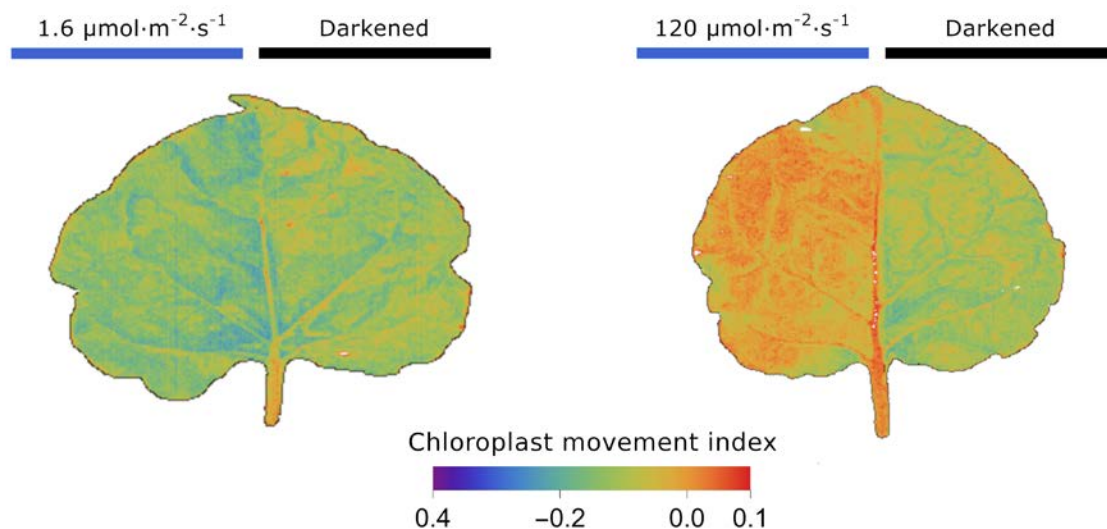 1.6 µmol·m⁻²·s⁻¹ Darkened
120 µmol·m⁻²·s⁻¹ Darkened
Chloroplast movement index
0.4 −0.2 0.0 0.1